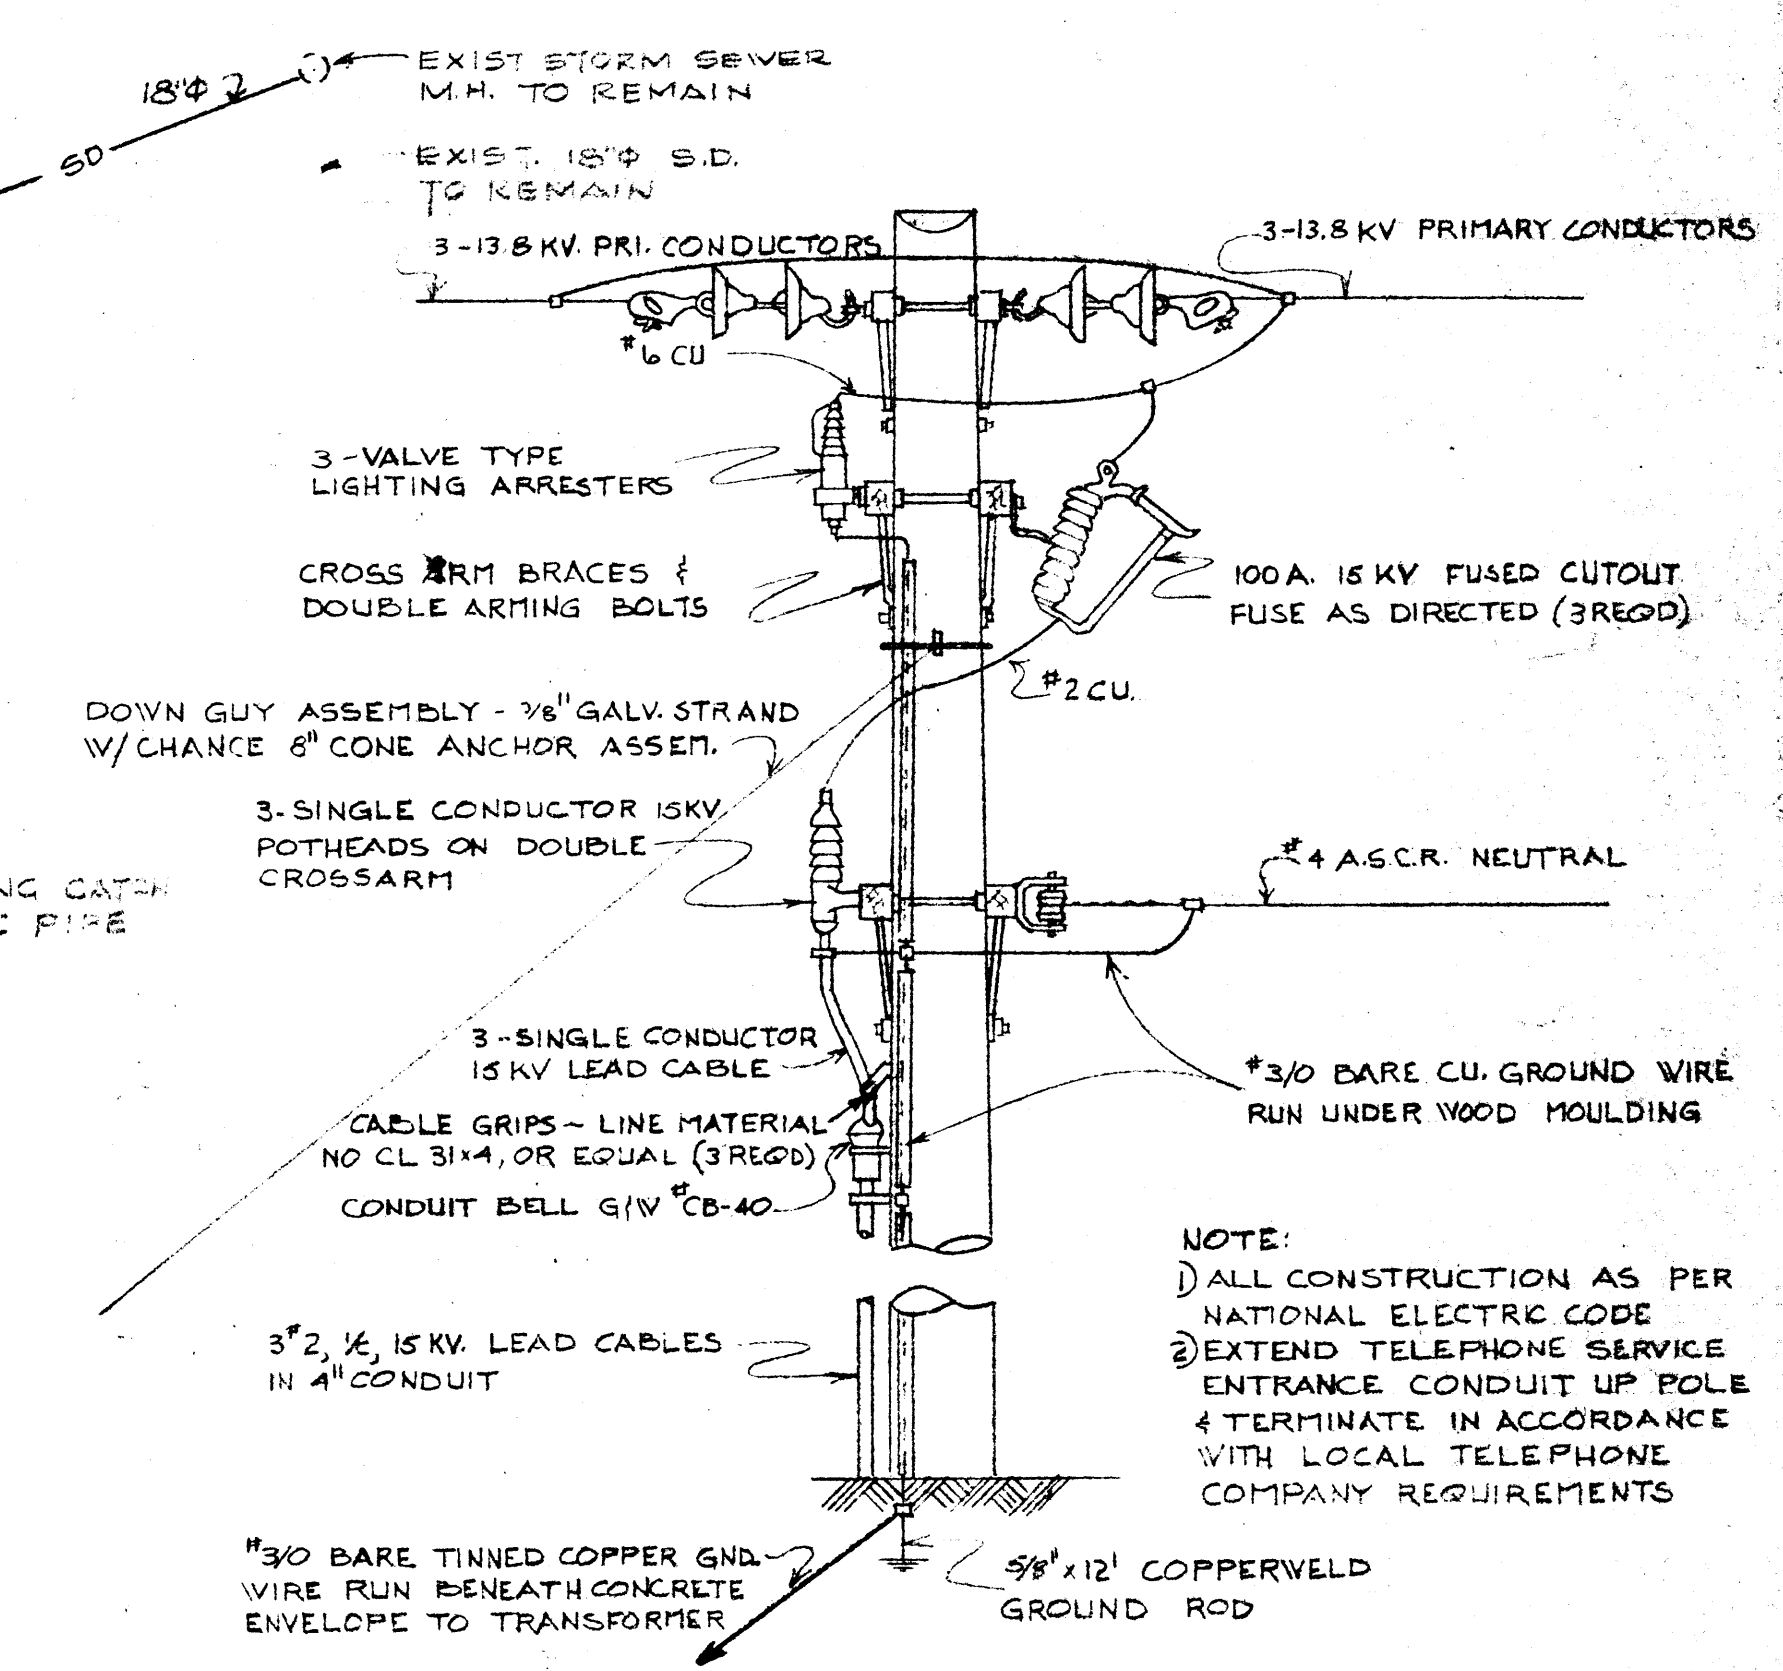 18"Φ
SD
EXIST STORM SEWER
M.H. TO REMAIN
EXIST. 18"Φ S.D.
TO REMAIN
3-13.8 KV. PRI. CONDUCTORS
3-13.8 KV PRIMARY CONDUCTORS
#6 CU
3-VALVE TYPE
LIGHTING ARRESTERS
CROSS ARM BRACES &
DOUBLE ARMING BOLTS
100 A. 15 KV FUSED CUTOUT
FUSE AS DIRECTED (3 REQD)
#2 CU.
DOWN GUY ASSEMBLY - 3/8" GALV. STRAND
W/ CHANCE 8" CONE ANCHOR ASSEM.
3-SINGLE CONDUCTOR 15KV
POTHEADS ON DOUBLE
CROSSARM
#4 A.S.C.R. NEUTRAL
NG CATCH
C PIPE
3-SINGLE CONDUCTOR
15 KV LEAD CABLE
#3/0 BARE CU. GROUND WIRE
RUN UNDER WOOD MOULDING
CABLE GRIPS ~ LINE MATERIAL
NO CL 31x4, OR EQUAL (3 REQD)
CONDUIT BELL G/W #CB-40
NOTE:
1) ALL CONSTRUCTION AS PER
NATIONAL ELECTRIC CODE
2) EXTEND TELEPHONE SERVICE
ENTRANCE CONDUIT UP POLE
& TERMINATE IN ACCORDANCE
WITH LOCAL TELEPHONE
COMPANY REQUIREMENTS
3#2, 1/C, 15 KV. LEAD CABLES
IN 4" CONDUIT
#3/0 BARE TINNED COPPER GND.
WIRE RUN BENEATH CONCRETE
ENVELOPE TO TRANSFORMER
5/8" x 12' COPPERWELD
GROUND ROD